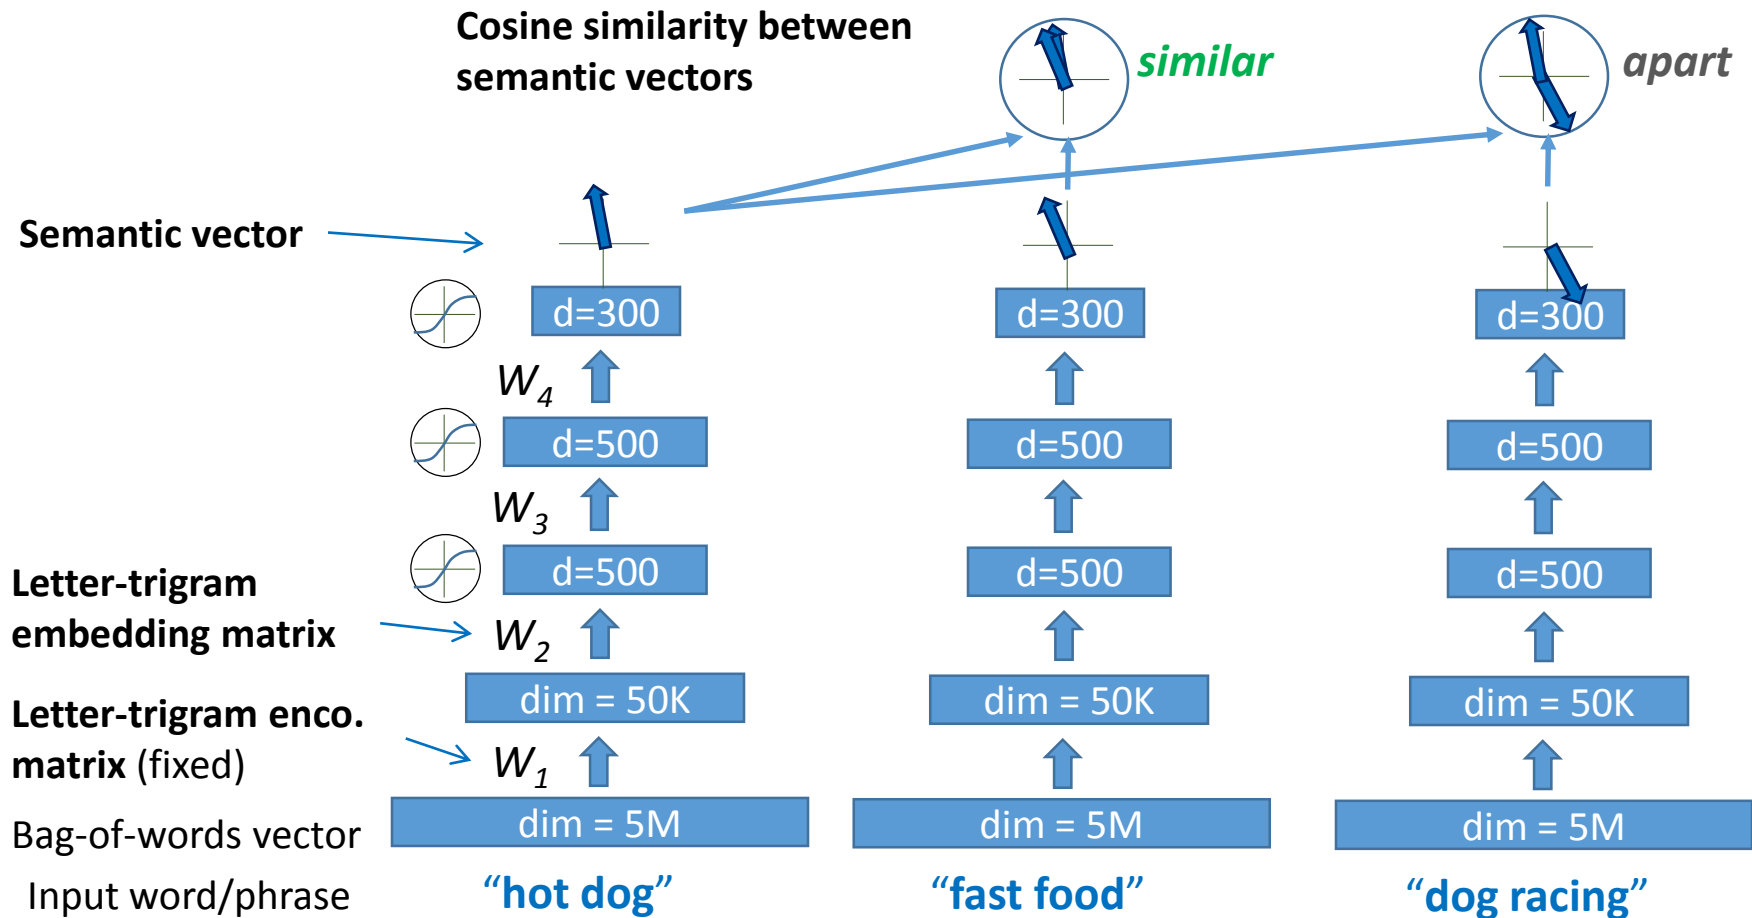 Cosine similarity between
semantic vectors
similar
apart
Semantic vector
d=300
d=300
d=300
W4
d=500
d=500
d=500
W3
d=500
d=500
d=500
Letter-trigram
embedding matrix
W2
dim = 50K
dim = 50K
dim = 50K
Letter-trigram enco.
matrix (fixed)
W1
dim = 5M
dim = 5M
dim = 5M
Bag-of-words vector
Input word/phrase
“hot dog”
“fast food”
“dog racing”